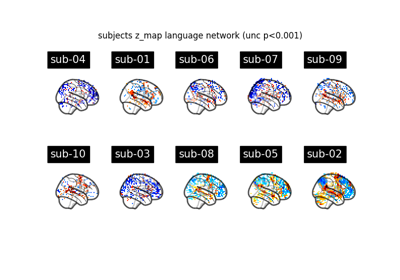 subjects z_map language network (unc p<0.001)
sub-04 sub-01 sub-06 sub-07 sub-09
sub-10 sub-03 sub-08 sub-05 sub-02